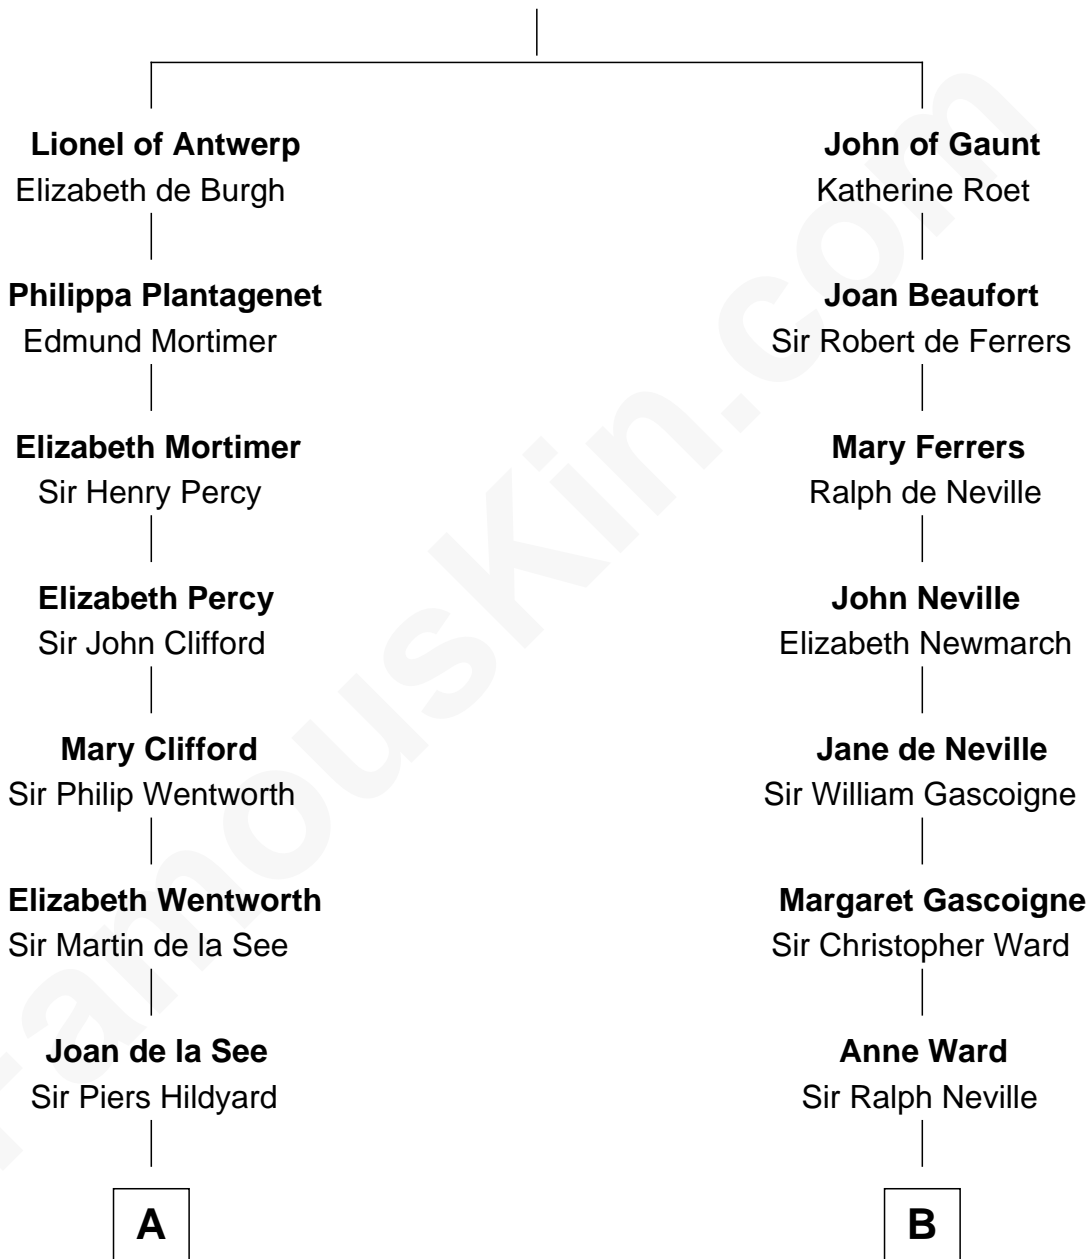 Lionel of Antwerp
Elizabeth de Burgh
John of Gaunt
Katherine Roet
Philippa Plantagenet
Edmund Mortimer
Joan Beaufort
Sir Robert de Ferrers
Elizabeth Mortimer
Sir Henry Percy
Mary Ferrers
Ralph de Neville
Elizabeth Percy
Sir John Clifford
John Neville
Elizabeth Newmarch
Mary Clifford
Sir Philip Wentworth
Jane de Neville
Sir William Gascoigne
Elizabeth Wentworth
Sir Martin de la See
Margaret Gascoigne
Sir Christopher Ward
Joan de la See
Sir Piers Hildyard
Anne Ward
Sir Ralph Neville
A
B
FamousKin.com